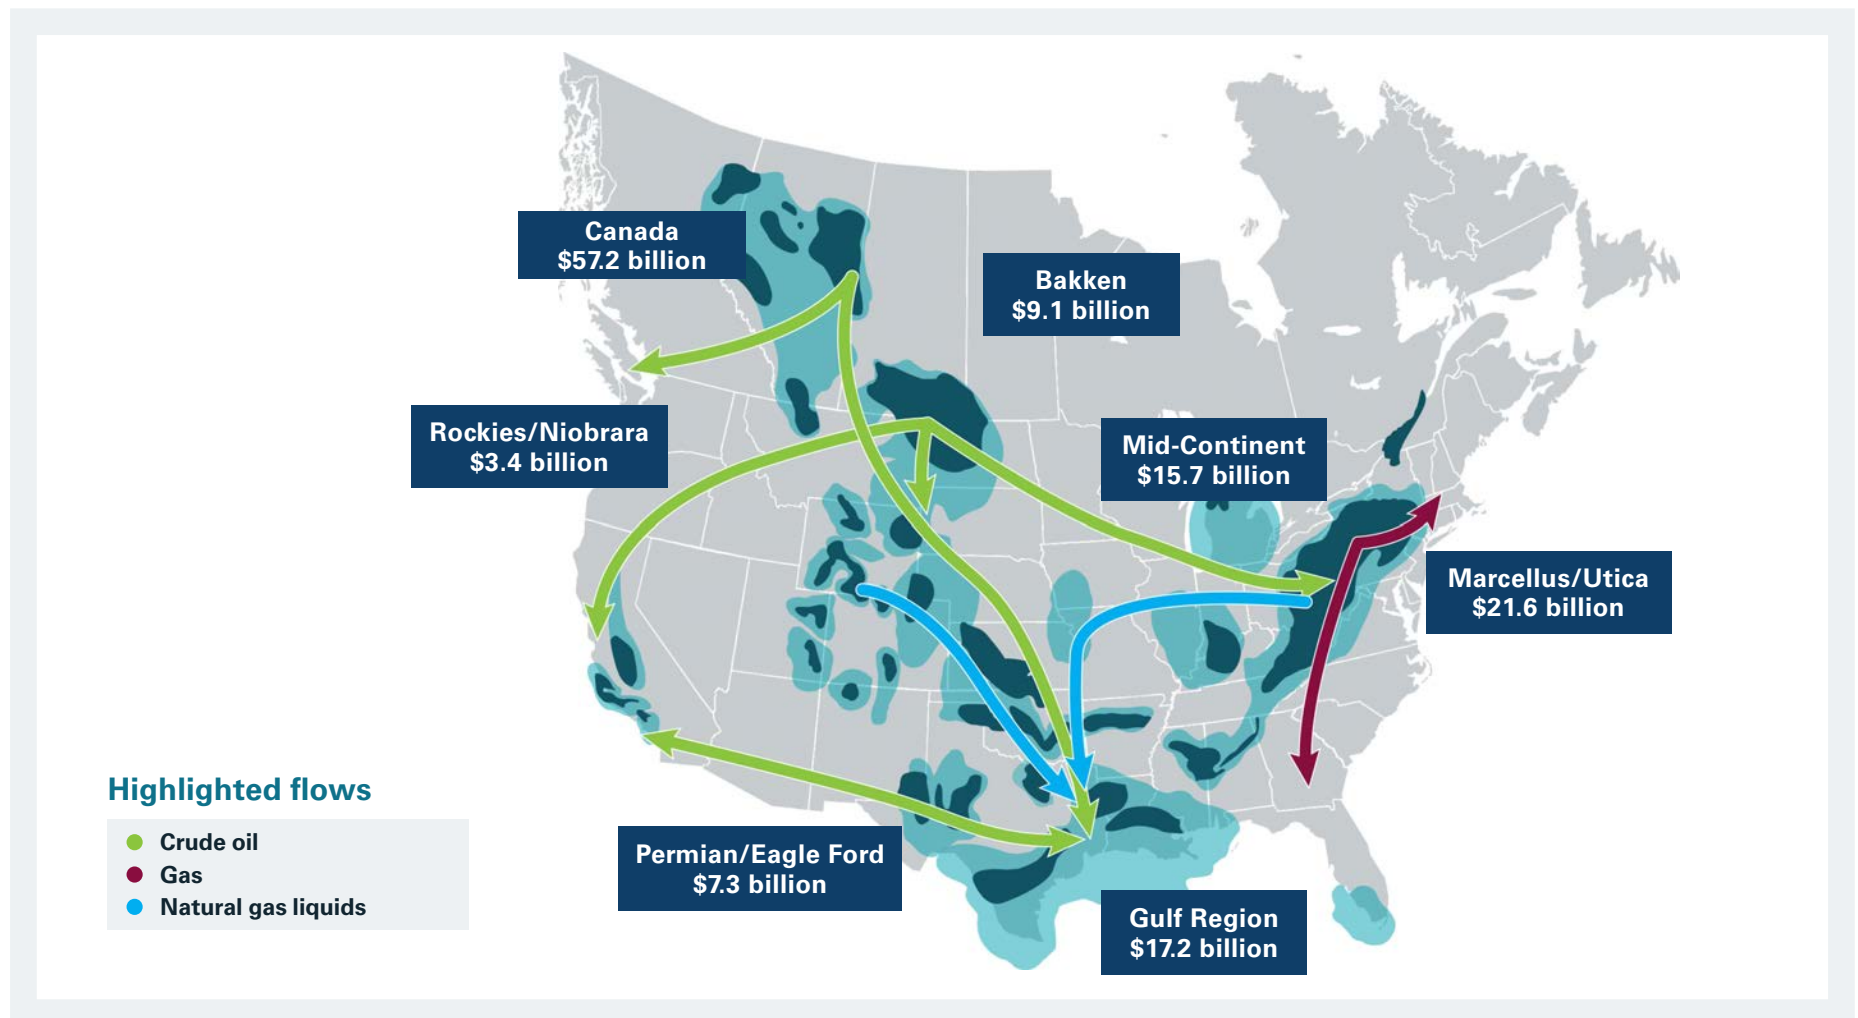 Canada
$57.2 billion
Bakken
$9.1 billion
Rockies/Niobrara
$3.4 billion
Mid-Continent
$15.7 billion
Marcellus/Utica
$21.6 billion
Highlighted flows
Crude oil
Gas
Natural gas liquids
Permian/Eagle Ford
$7.3 billion
Gulf Region
$17.2 billion